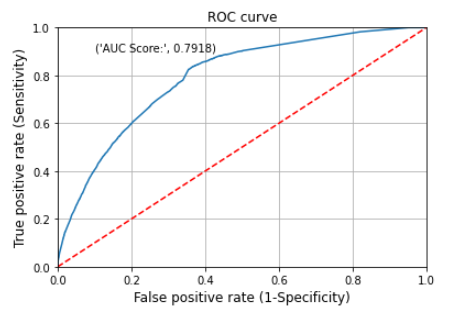 ROC curve
('AUC Score:', 0.7918)
True positive rate (Sensitivity)
1.0
0.8
0.6
0.4
0.2
0.0
0.0 0.2 0.4 0.6 0.8 1.0
False positive rate (1-Specificity)